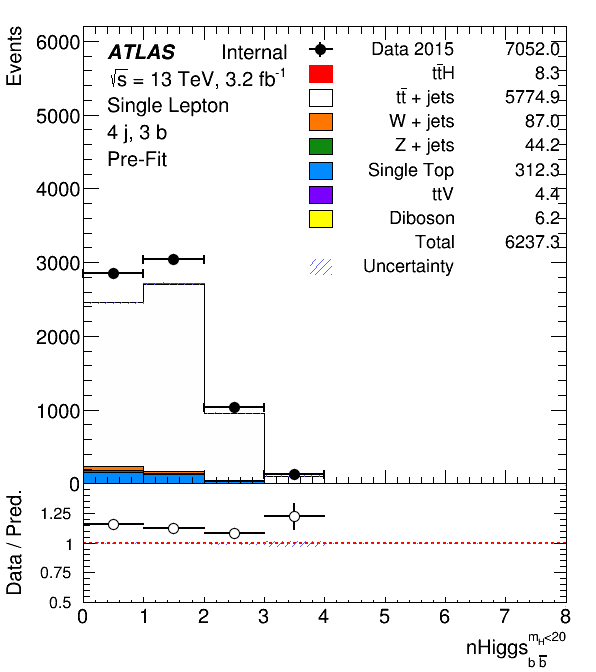 Events
6000
5000
4000
3000
2000
1000
0
ATLAS Internal
√s = 13 TeV, 3.2 fb⁻¹
Single Lepton
4 j, 3 b
Pre-Fit
Data 2015 7052.0
tt̄H 8.3
tt̄ + jets 5774.9
W + jets 87.0
Z + jets 44.2
Single Top 312.3
ttV 4.4
Diboson 6.2
Total 6237.3
Uncertainty
Data / Pred.
1.25
1
0.75
0.5
0 1 2 3 4 5 6 7 8
nHiggs m_H<20 b b̄